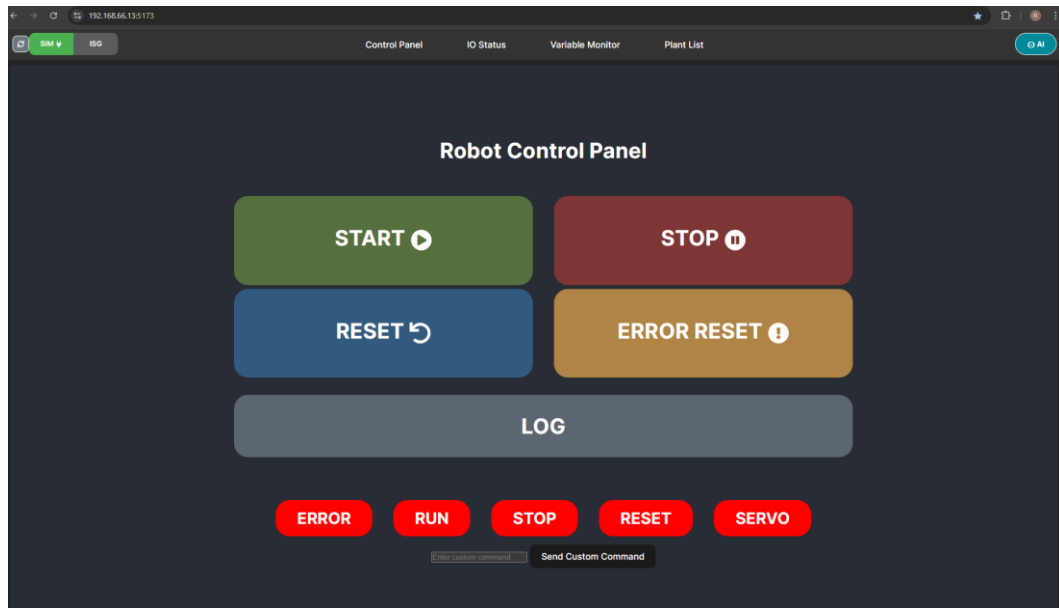 192.168.66.13:5173
SIM ISG Control Panel IO Status Variable Monitor Plant List AI
Robot Control Panel
START STOP
RESET ERROR RESET
LOG
ERROR RUN STOP RESET SERVO
Enter custom command Send Custom Command